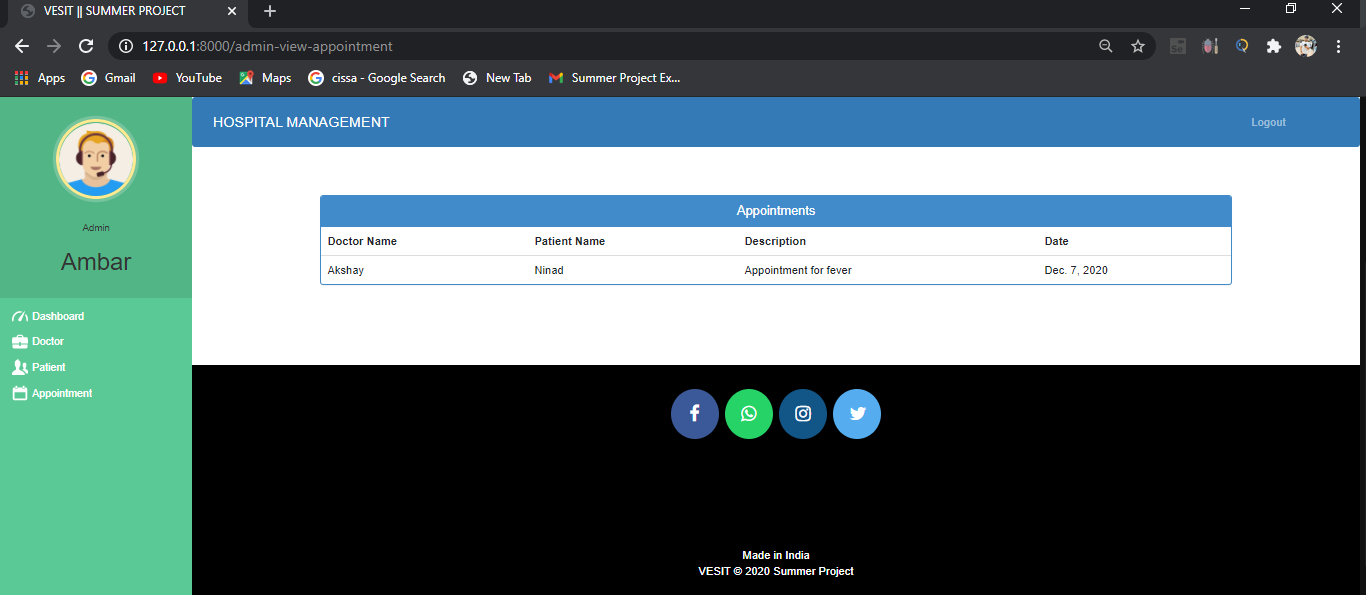 VESIT || SUMMER PROJECT
127.0.0.1:8000/admin-view-appointment
Apps Gmail YouTube Maps cissa - Google Search New Tab Summer Project Ex...
HOSPITAL MANAGEMENT Logout
Admin
Ambar
Dashboard
Doctor
Patient
Appointment
Appointments
Doctor Name Patient Name Description Date
Akshay Ninad Appointment for fever Dec. 7, 2020
Made in India
VESIT © 2020 Summer Project